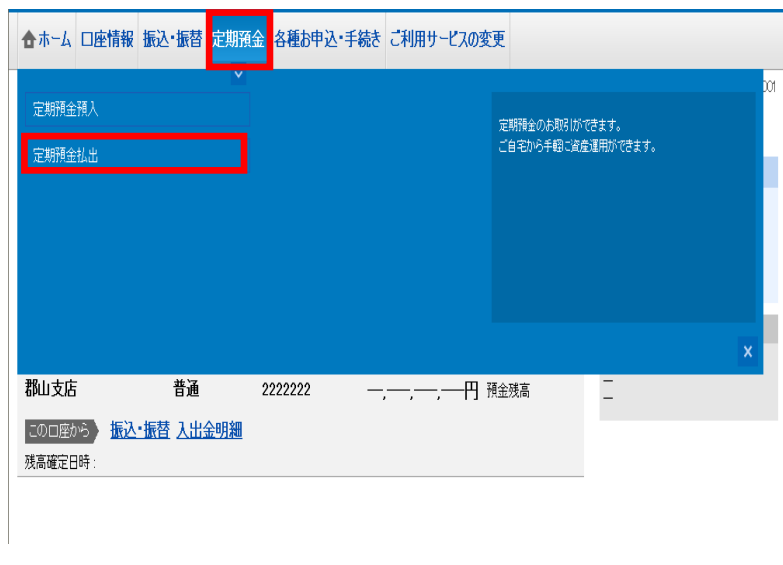 ホーム 口座情報 振込・振替 定期預金 各種お申込・手続き ご利用サービスの変更
001
定期預金預入
定期預金払出
定期預金のお取引ができます。
ご自宅から手軽に資産運用ができます。
x
郡山支店 普通 2222222 ―,――,――,――円 預金残高
この口座から 振込・振替 入出金明細
残高確定日時 :